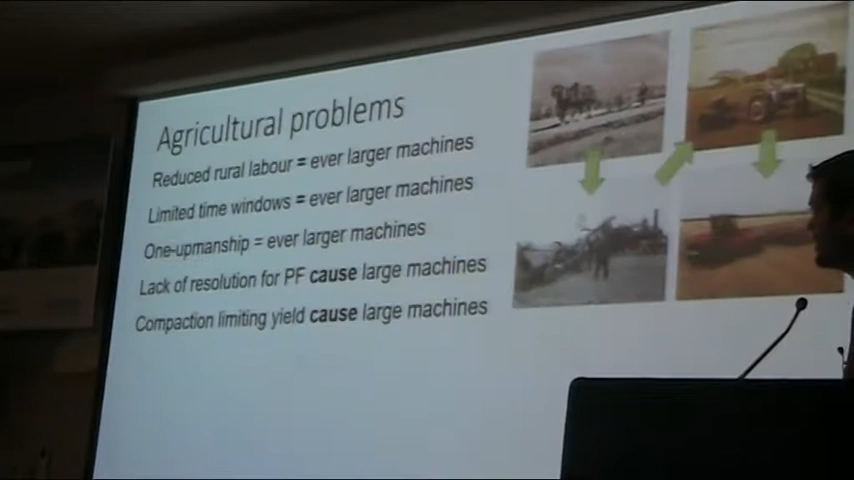 Agricultural problems
Reduced rural labour = ever larger machines
Limited time windows = ever larger machines
One-upmanship = ever larger machines
Lack of resolution for PF cause large machines
Compaction limiting yield cause large machines